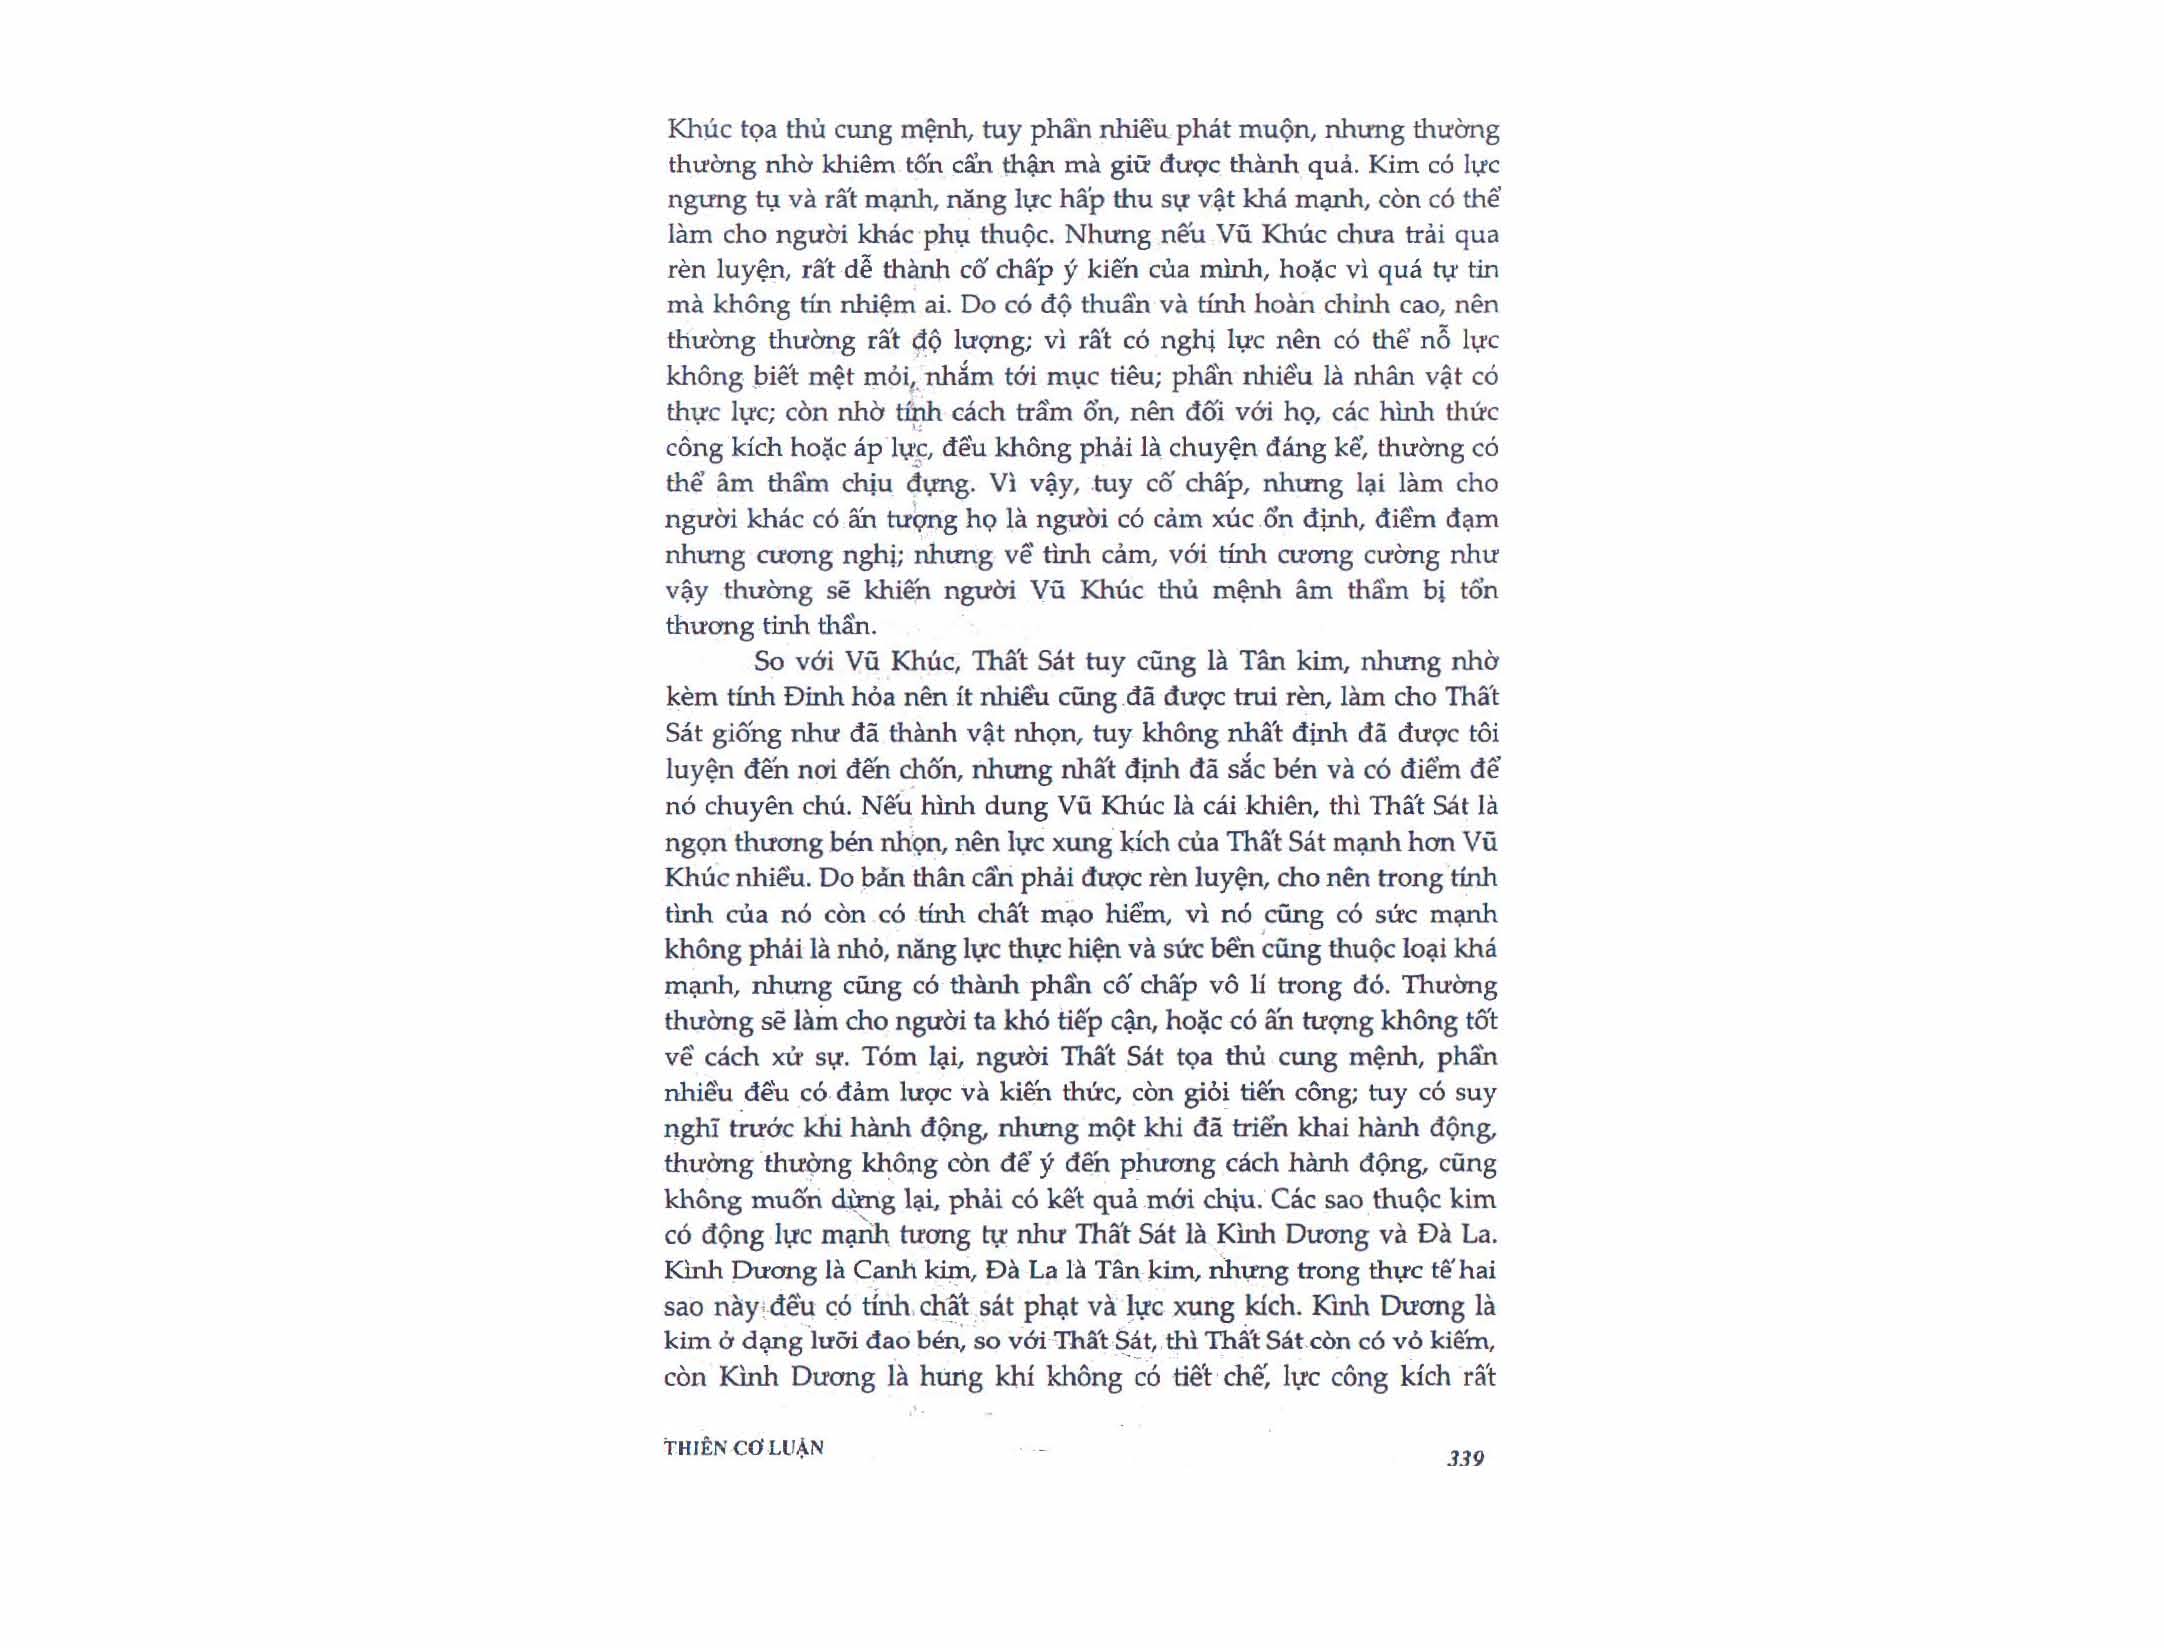 Khúc tọa thủ cung mệnh, tuy phần nhiều phát muộn, nhưng thường
thường nhờ khiêm tốn cẩn thận mà giữ được thành quả. Kim có lực
ngưng tụ và rất mạnh, năng lực hấp thu sự vật khá mạnh, còn có thể
làm cho người khác phụ thuộc. Nhưng nếu Vũ Khúc chưa trải qua
rèn luyện, rất dễ thành cố chấp ý kiến của mình, hoặc vì quá tự tin
mà không tín nhiệm ai. Do có độ thuần và tính hoàn chỉnh cao, nên
thường thường rất độ lượng; vì rất có nghị lực nên có thể nỗ lực
không biết mệt mỏi, nhắm tới mục tiêu; phần nhiều là nhân vật có
thực lực; còn nhờ tính cách trầm ổn, nên đối với họ, các hình thức
công kích hoặc áp lực, đều không phải là chuyện đáng kể, thường có
thể âm thầm chịu đựng. Vì vậy, tuy cố chấp, nhưng lại làm cho
người khác có ấn tượng họ là người có cảm xúc ổn định, điềm đạm
nhưng cương nghị; nhưng về tình cảm, với tính cương cường như
vậy thường sẽ khiến người Vũ Khúc thủ mệnh âm thầm bị tổn
thương tinh thần.
So với Vũ Khúc, Thất Sát tuy cũng là Tân kim, nhưng nhờ
kèm tính Đinh hỏa nên ít nhiều cũng đã được trui rèn, làm cho Thất
Sát giống như đã thành vật nhọn, tuy không nhất định đã được tôi
luyện đến nơi đến chốn, nhưng nhất định đã sắc bén và có điểm để
nó chuyên chú. Nếu hình dung Vũ Khúc là cái khiên, thì Thất Sát là
ngọn thương bén nhọn, nên lực xung kích của Thất Sát mạnh hơn Vũ
Khúc nhiều. Do bản thân cần phải được rèn luyện, cho nên trong tính
tình của nó còn có tính chất mạo hiểm, vì nó cũng có sức mạnh
không phải là nhỏ, năng lực thực hiện và sức bền cũng thuộc loại khá
mạnh, nhưng cũng có thành phần cố chấp vô lí trong đó. Thường
thường sẽ làm cho người ta khó tiếp cận, hoặc có ấn tượng không tốt
về cách xử sự. Tóm lại, người Thất Sát tọa thủ cung mệnh, phần
nhiều đều có đảm lược và kiến thức, còn giỏi tiến công; tuy có suy
nghĩ trước khi hành động, nhưng một khi đã triển khai hành động,
thường thường không còn để ý đến phương cách hành động, cũng
không muốn dừng lại, phải có kết quả mới chịu. Các sao thuộc kim
có động lực mạnh tương tự như Thất Sát là Kình Dương và Đà La.
Kình Dương là Canh kim, Đà La là Tân kim, nhưng trong thực tế hai
sao này đều có tính chất sát phạt và lực xung kích. Kình Dương là
kim ở dạng lưỡi đao bén, so với Thất Sát, thì Thất Sát còn có vỏ kiếm,
còn Kình Dương là hung khí không có tiết chế, lực công kích rất
THIÊN CƠ LUẬN
339